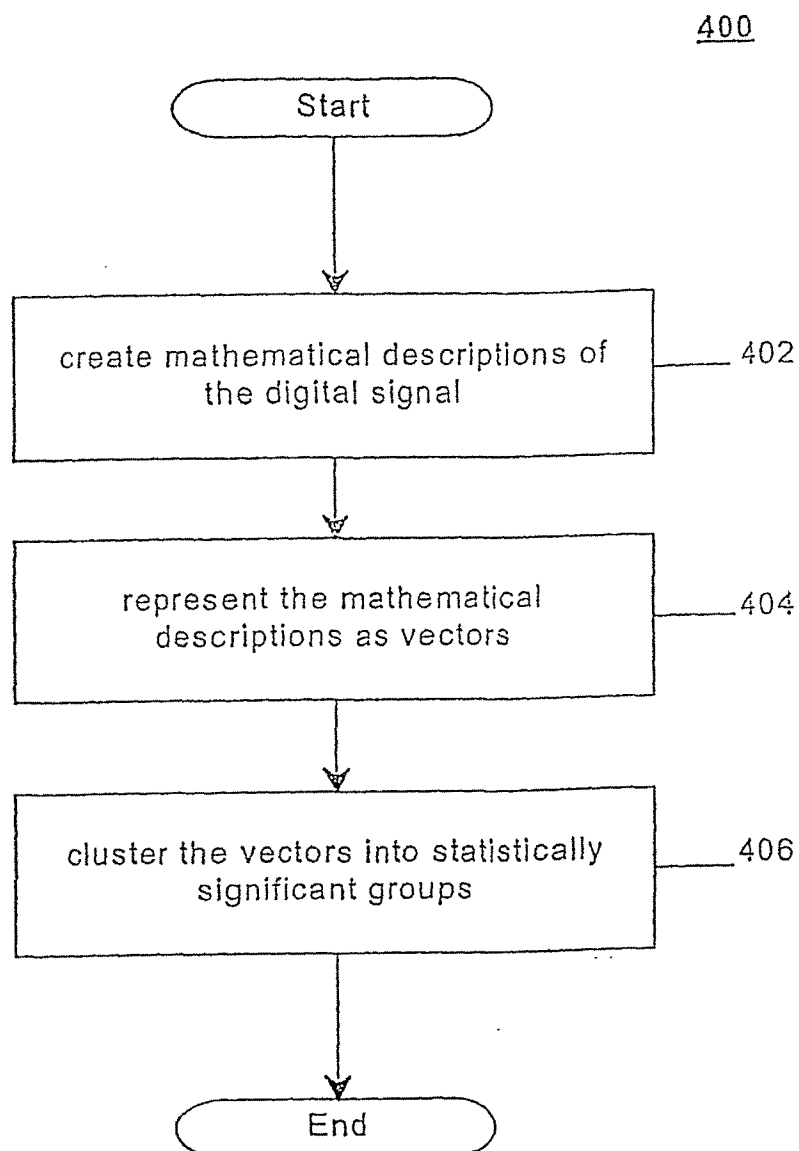 400
Start
create mathematical descriptions of
the digital signal
402
represent the mathematical
descriptions as vectors
404
cluster the vectors into statistically
significant groups
406
End